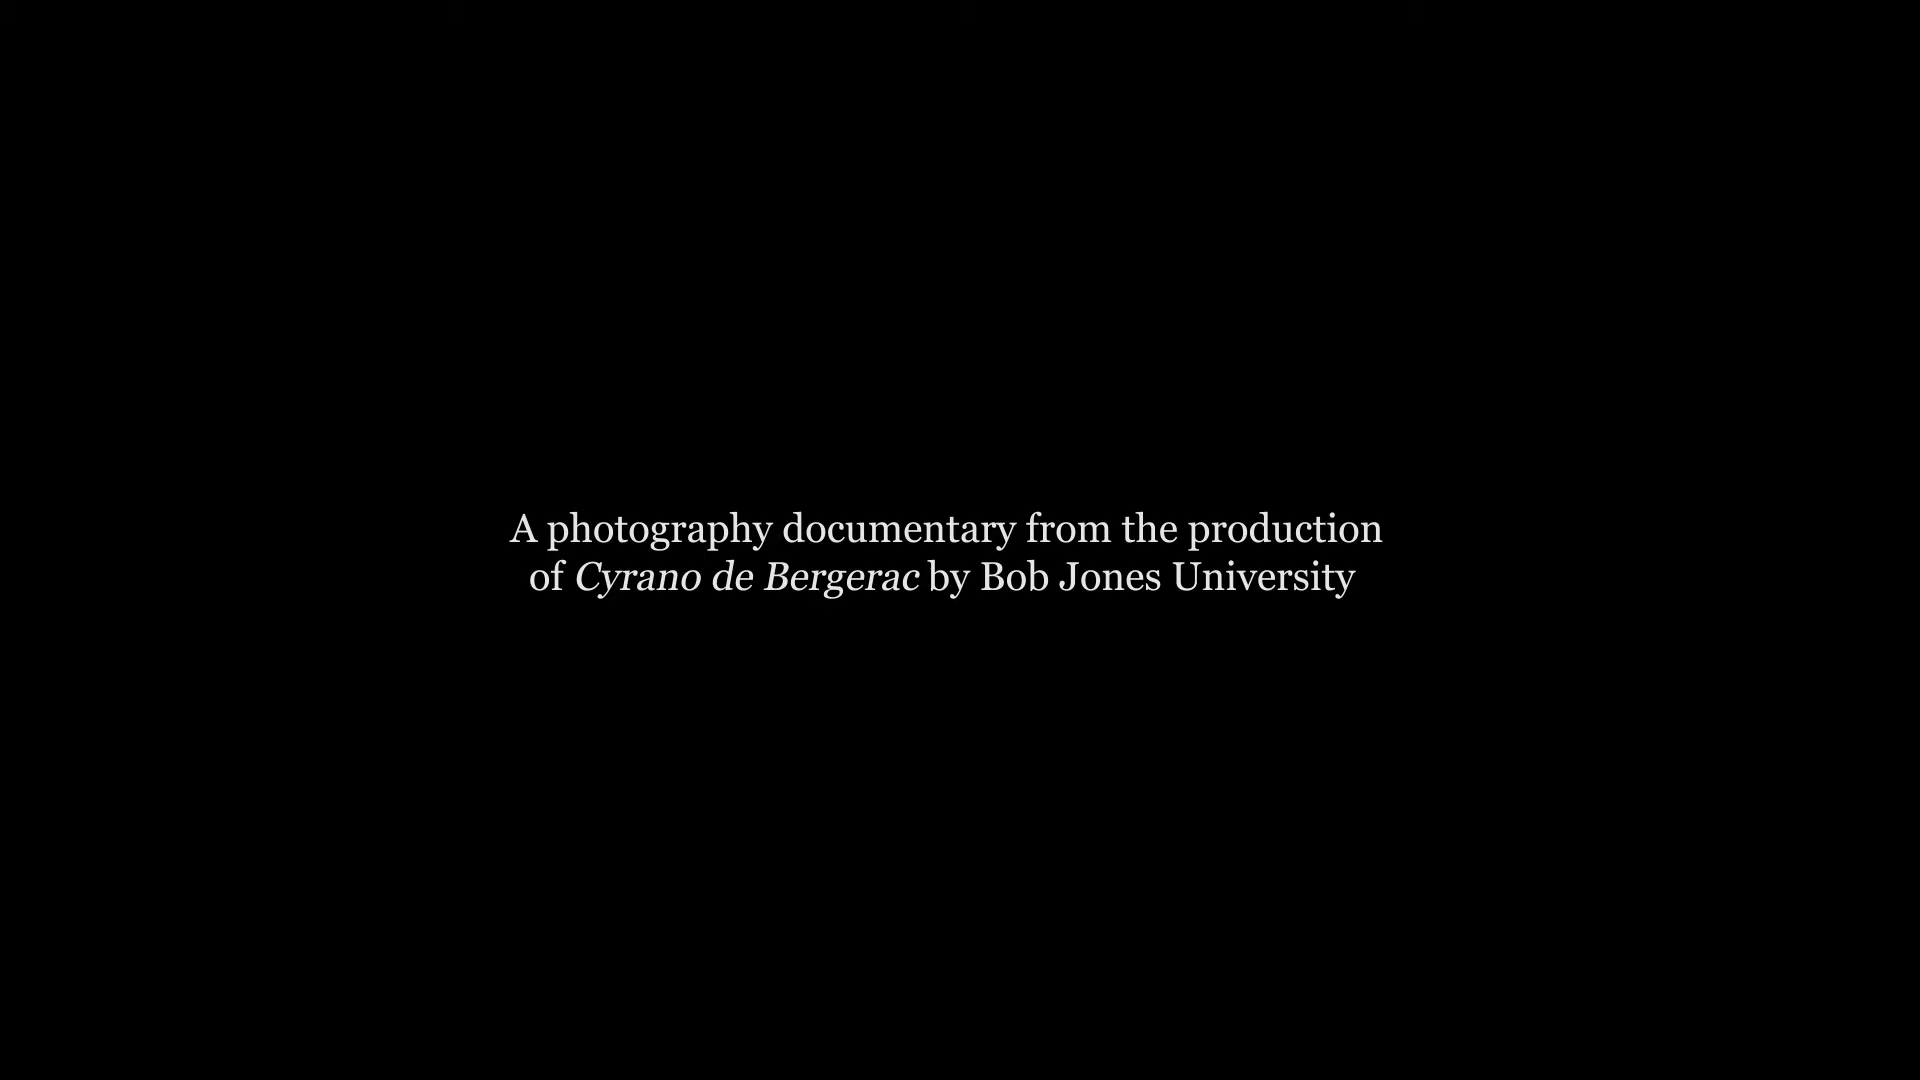 A photography documentary from the production
of Cyrano de Bergerac by Bob Jones University